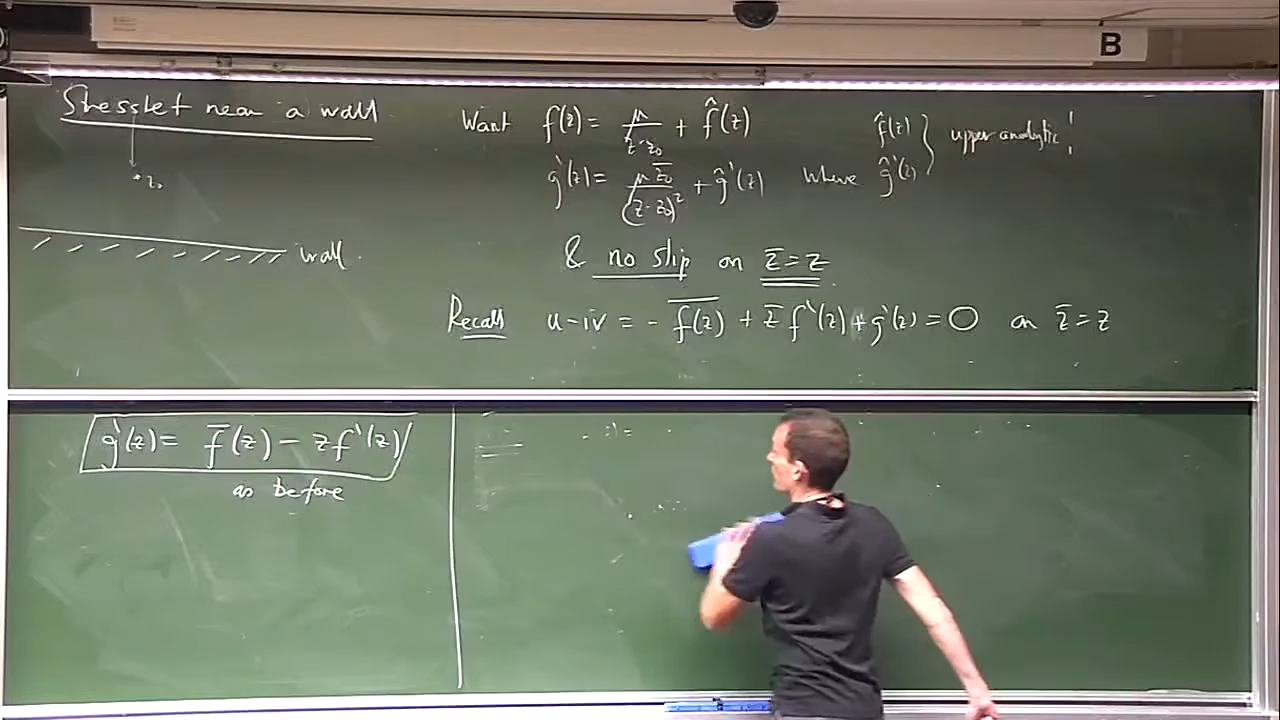 B
Stresslet near a wall
z₀
wall
Want f(z) = μ/(z-z₀) + f̂(z)
g'(z) = μ z̄₀/(z-z₀)² + ĝ'(z) where f̂(z) ĝ'(z) } upper analytic!
& no slip on z̄ = z
Recall u-iv = - \overline{f(z)} + z̄ f'(z) + g'(z) = 0 on z̄ = z
g'(z) = f̄(z) - z f'(z)
as before